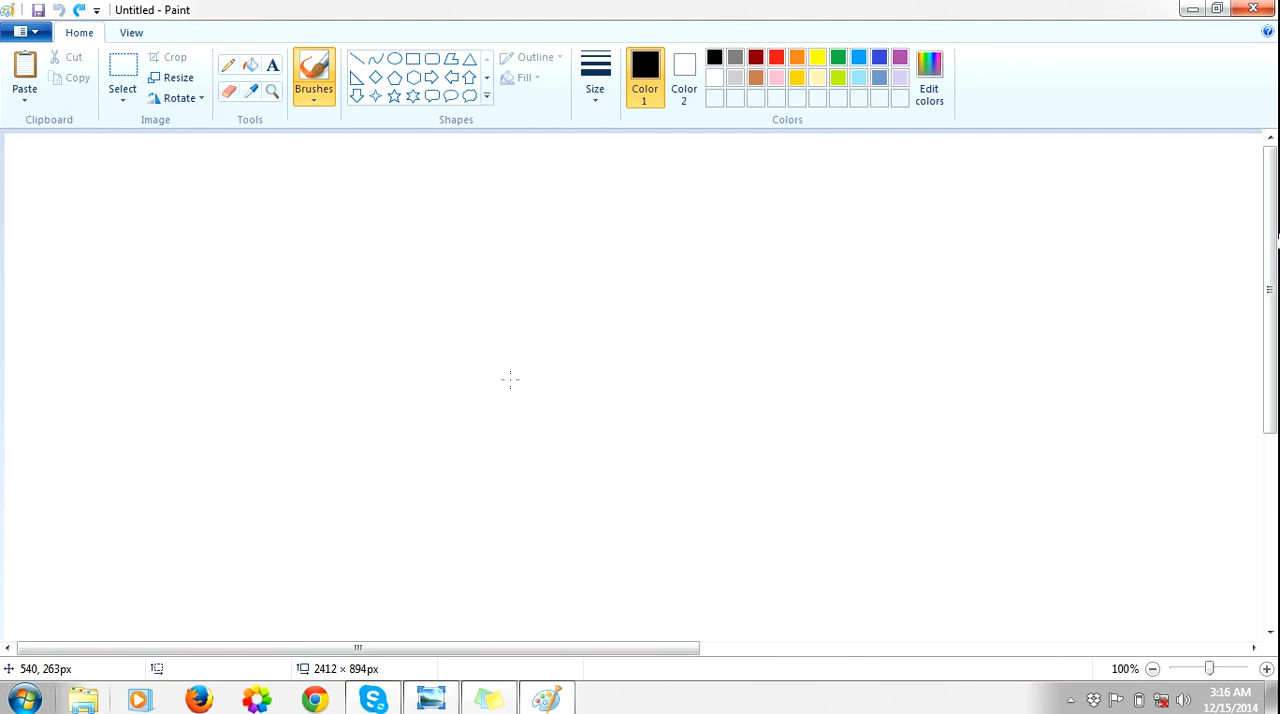 Untitled - Paint
Home View
Paste
Cut
Copy
Clipboard
Select
Crop
Resize
Rotate
Image
A
Tools
Brushes
Outline
Fill
Shapes
Size
Color 1
Color 2
Edit colors
Colors
540, 263px
2412 × 894px
100%
3:16 AM
12/15/2014